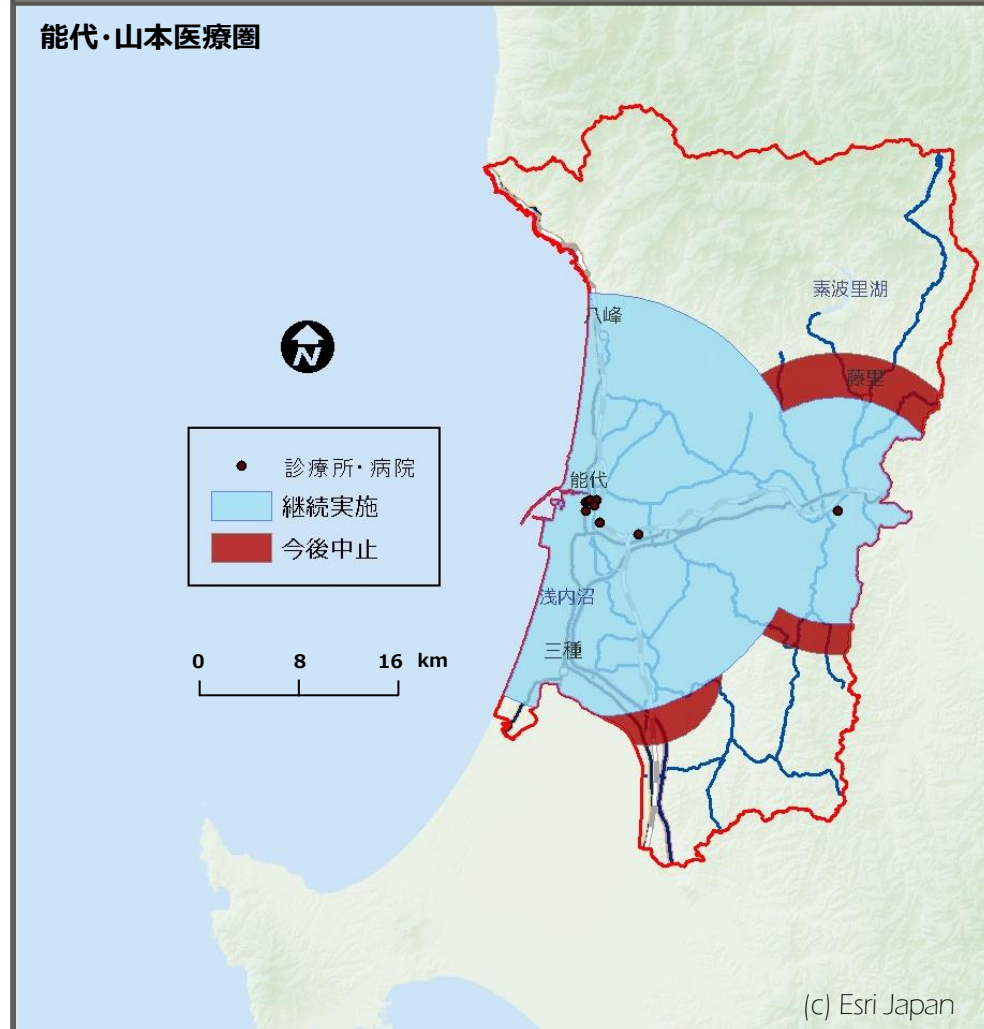 能代・山本医療圏
素波里湖
八峰
藤里
N
診療所・病院
継続実施
今後中止
能代
浅内沼
三種
0 8 16 km
(c) Esri Japan